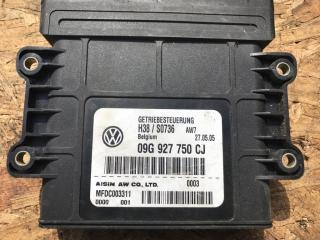 GETRIEBESTEUERUNG
H38 / S0736 AW7
Belgium 27.05.05
09G 927 750 CJ
AISIN AW CO., LTD. 0003
MFDC003311
0000 001